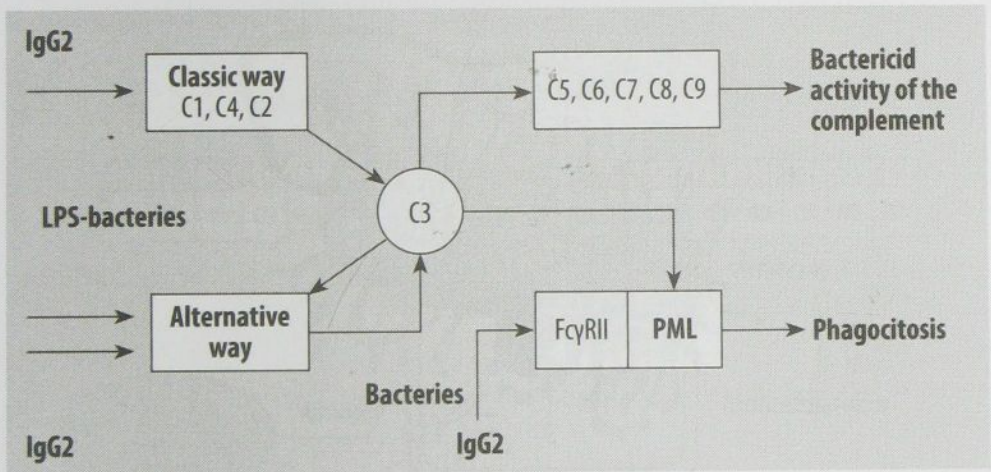 IgG2
Classic way
C1, C4, C2
C5, C6, C7, C8, C9
Bactericid
activity of the
complement
LPS-bacteries
C3
Alternative
way
FcγRII
PML
Phagocitosis
Bacteries
IgG2
IgG2